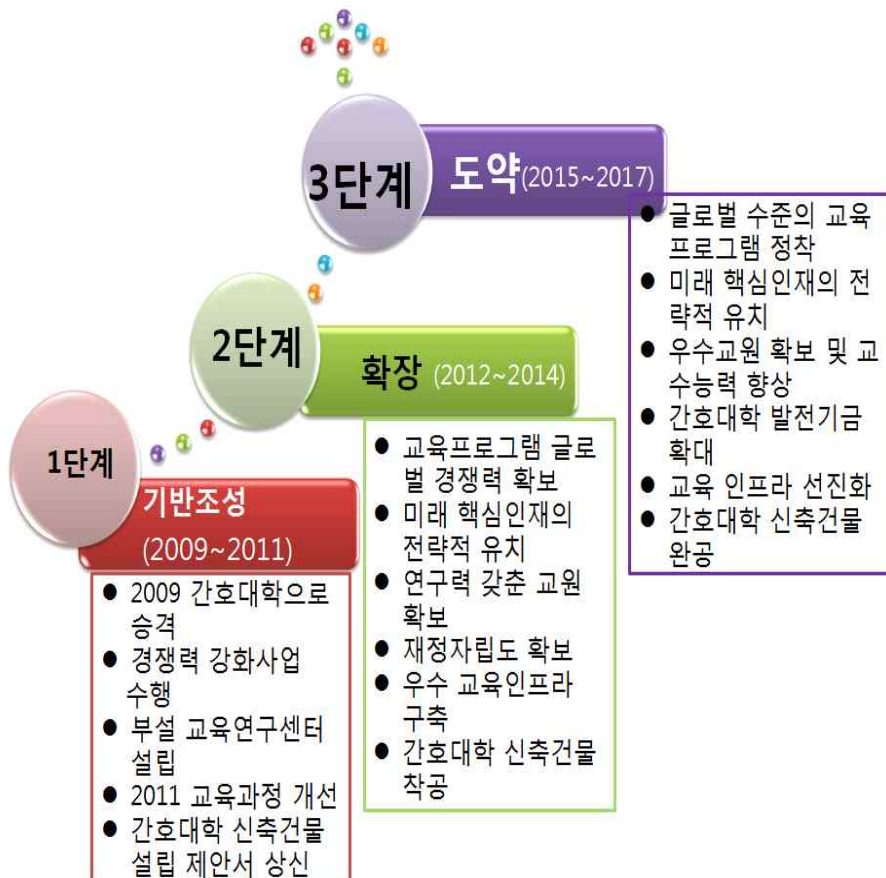 3단계
도약(2015~2017)
● 글로벌 수준의 교육
프로그램 정착
● 미래 핵심인재의 전
략적 유치
● 우수교원 확보 및 교
수능력 향상
● 간호대학 발전기금
확대
● 교육 인프라 선진화
● 간호대학 신축건물
완공
2단계
확장 (2012~2014)
● 교육프로그램 글로
벌 경쟁력 확보
● 미래 핵심인재의
전략적 유치
● 연구력 갖춘 교원
확보
● 재정자립도 확보
● 우수 교육인프라
구축
● 간호대학 신축건물
착공
1단계
기반조성
(2009~2011)
● 2009 간호대학으로
승격
● 경쟁력 강화사업
수행
● 부설 교육연구센터
설립
● 2011 교육과정 개선
● 간호대학 신축건물
설립 제안서 상신